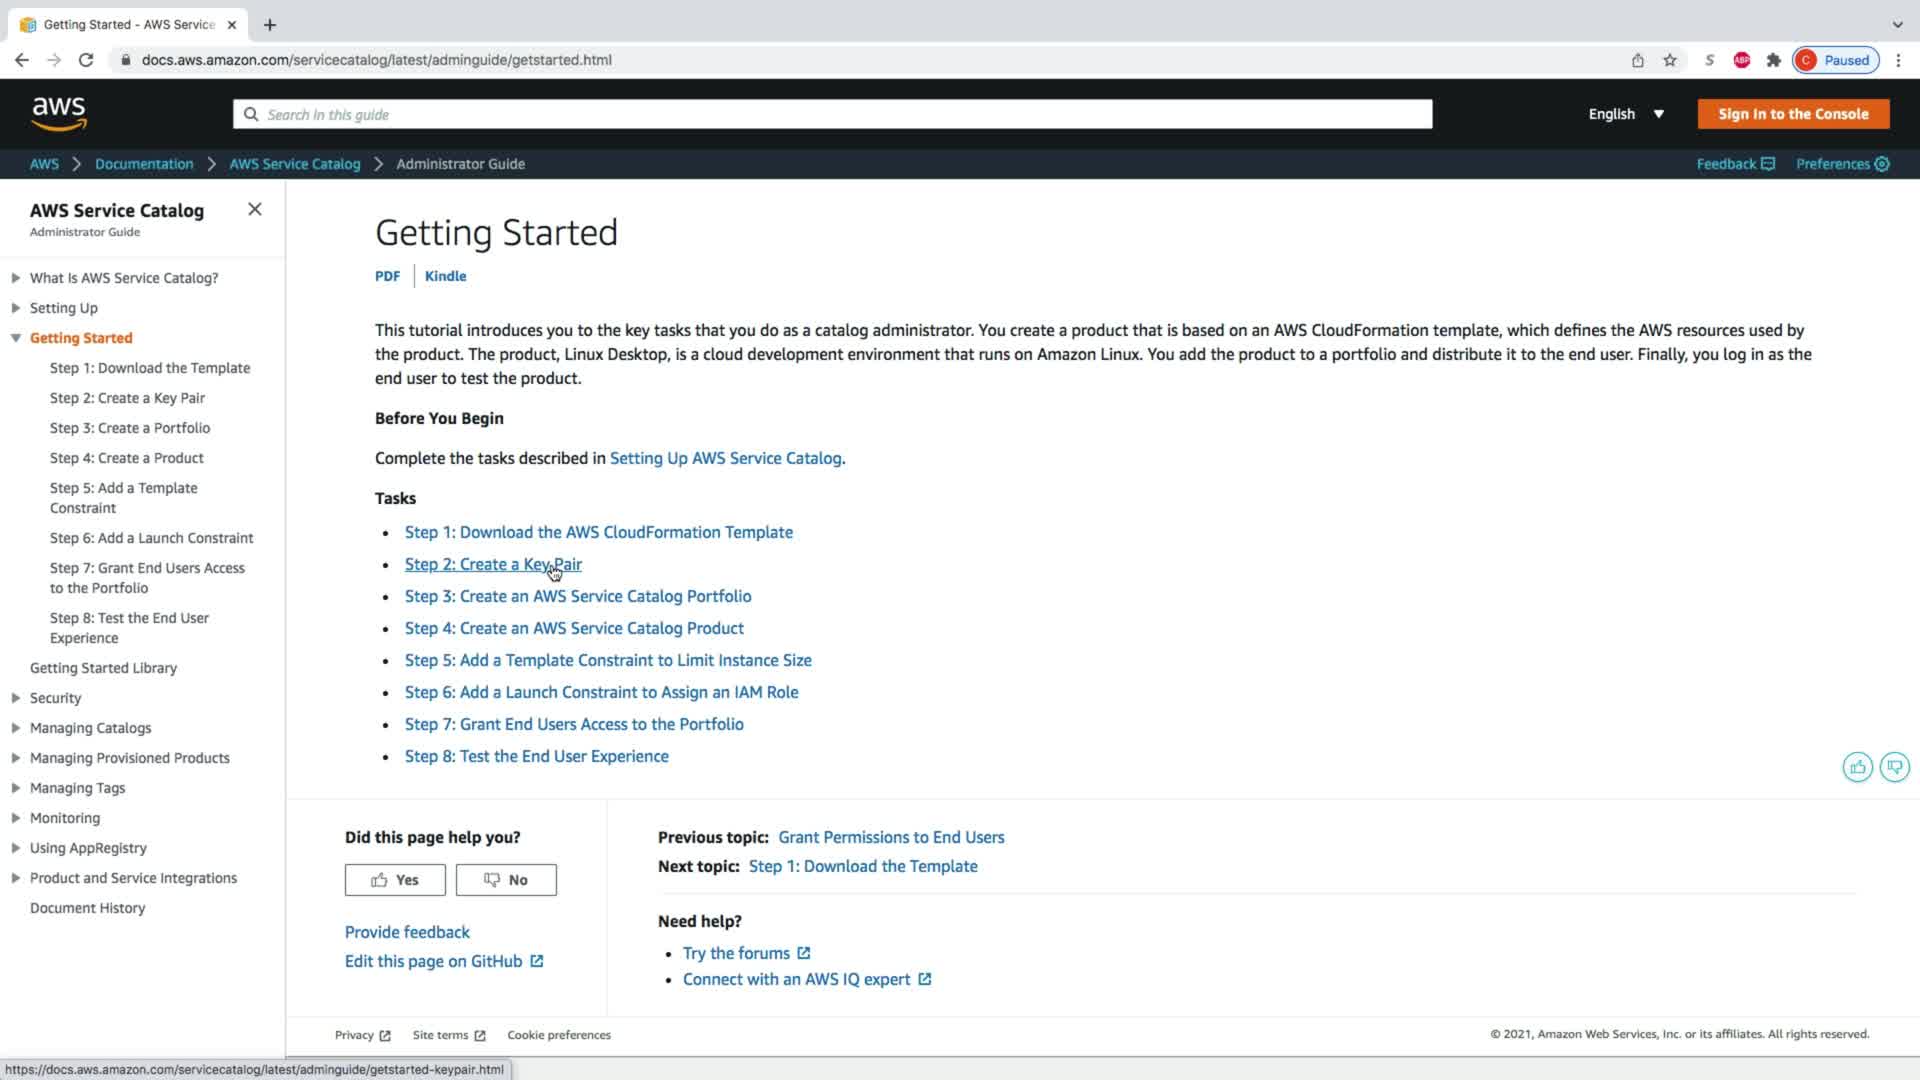 Getting Started - AWS Service
docs.aws.amazon.com/servicecatalog/latest/adminguide/getstarted.html
S
ABP
C
Paused
aws
Search in this guide
English
Sign In to the Console
AWS
Documentation
AWS Service Catalog
Administrator Guide
Feedback
Preferences
AWS Service Catalog
Administrator Guide
What Is AWS Service Catalog?
Setting Up
Getting Started
Step 1: Download the Template
Step 2: Create a Key Pair
Step 3: Create a Portfolio
Step 4: Create a Product
Step 5: Add a Template
Constraint
Step 6: Add a Launch Constraint
Step 7: Grant End Users Access
to the Portfolio
Step 8: Test the End User
Experience
Getting Started Library
Security
Managing Catalogs
Managing Provisioned Products
Managing Tags
Monitoring
Using AppRegistry
Product and Service Integrations
Document History
Getting Started
PDF
Kindle
This tutorial introduces you to the key tasks that you do as a catalog administrator. You create a product that is based on an AWS CloudFormation template, which defines the AWS resources used by
the product. The product, Linux Desktop, is a cloud development environment that runs on Amazon Linux. You add the product to a portfolio and distribute it to the end user. Finally, you log in as the
end user to test the product.
Before You Begin
Complete the tasks described in Setting Up AWS Service Catalog.
Tasks
• Step 1: Download the AWS CloudFormation Template
• Step 2: Create a Key Pair
• Step 3: Create an AWS Service Catalog Portfolio
• Step 4: Create an AWS Service Catalog Product
• Step 5: Add a Template Constraint to Limit Instance Size
• Step 6: Add a Launch Constraint to Assign an IAM Role
• Step 7: Grant End Users Access to the Portfolio
• Step 8: Test the End User Experience
Did this page help you?
Yes
No
Provide feedback
Edit this page on GitHub
Previous topic: Grant Permissions to End Users
Next topic: Step 1: Download the Template
Need help?
• Try the forums
• Connect with an AWS IQ expert
Privacy
Site terms
Cookie preferences
© 2021, Amazon Web Services, Inc. or its affiliates. All rights reserved.
https://docs.aws.amazon.com/servicecatalog/latest/adminguide/getstarted-keypair.html